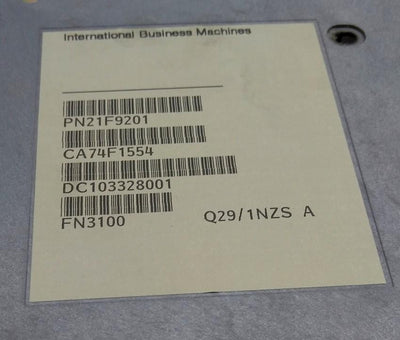 International Business Machines
PN21F9201
CA74F1554
DC103328001
FN3100 Q29/1NZS A